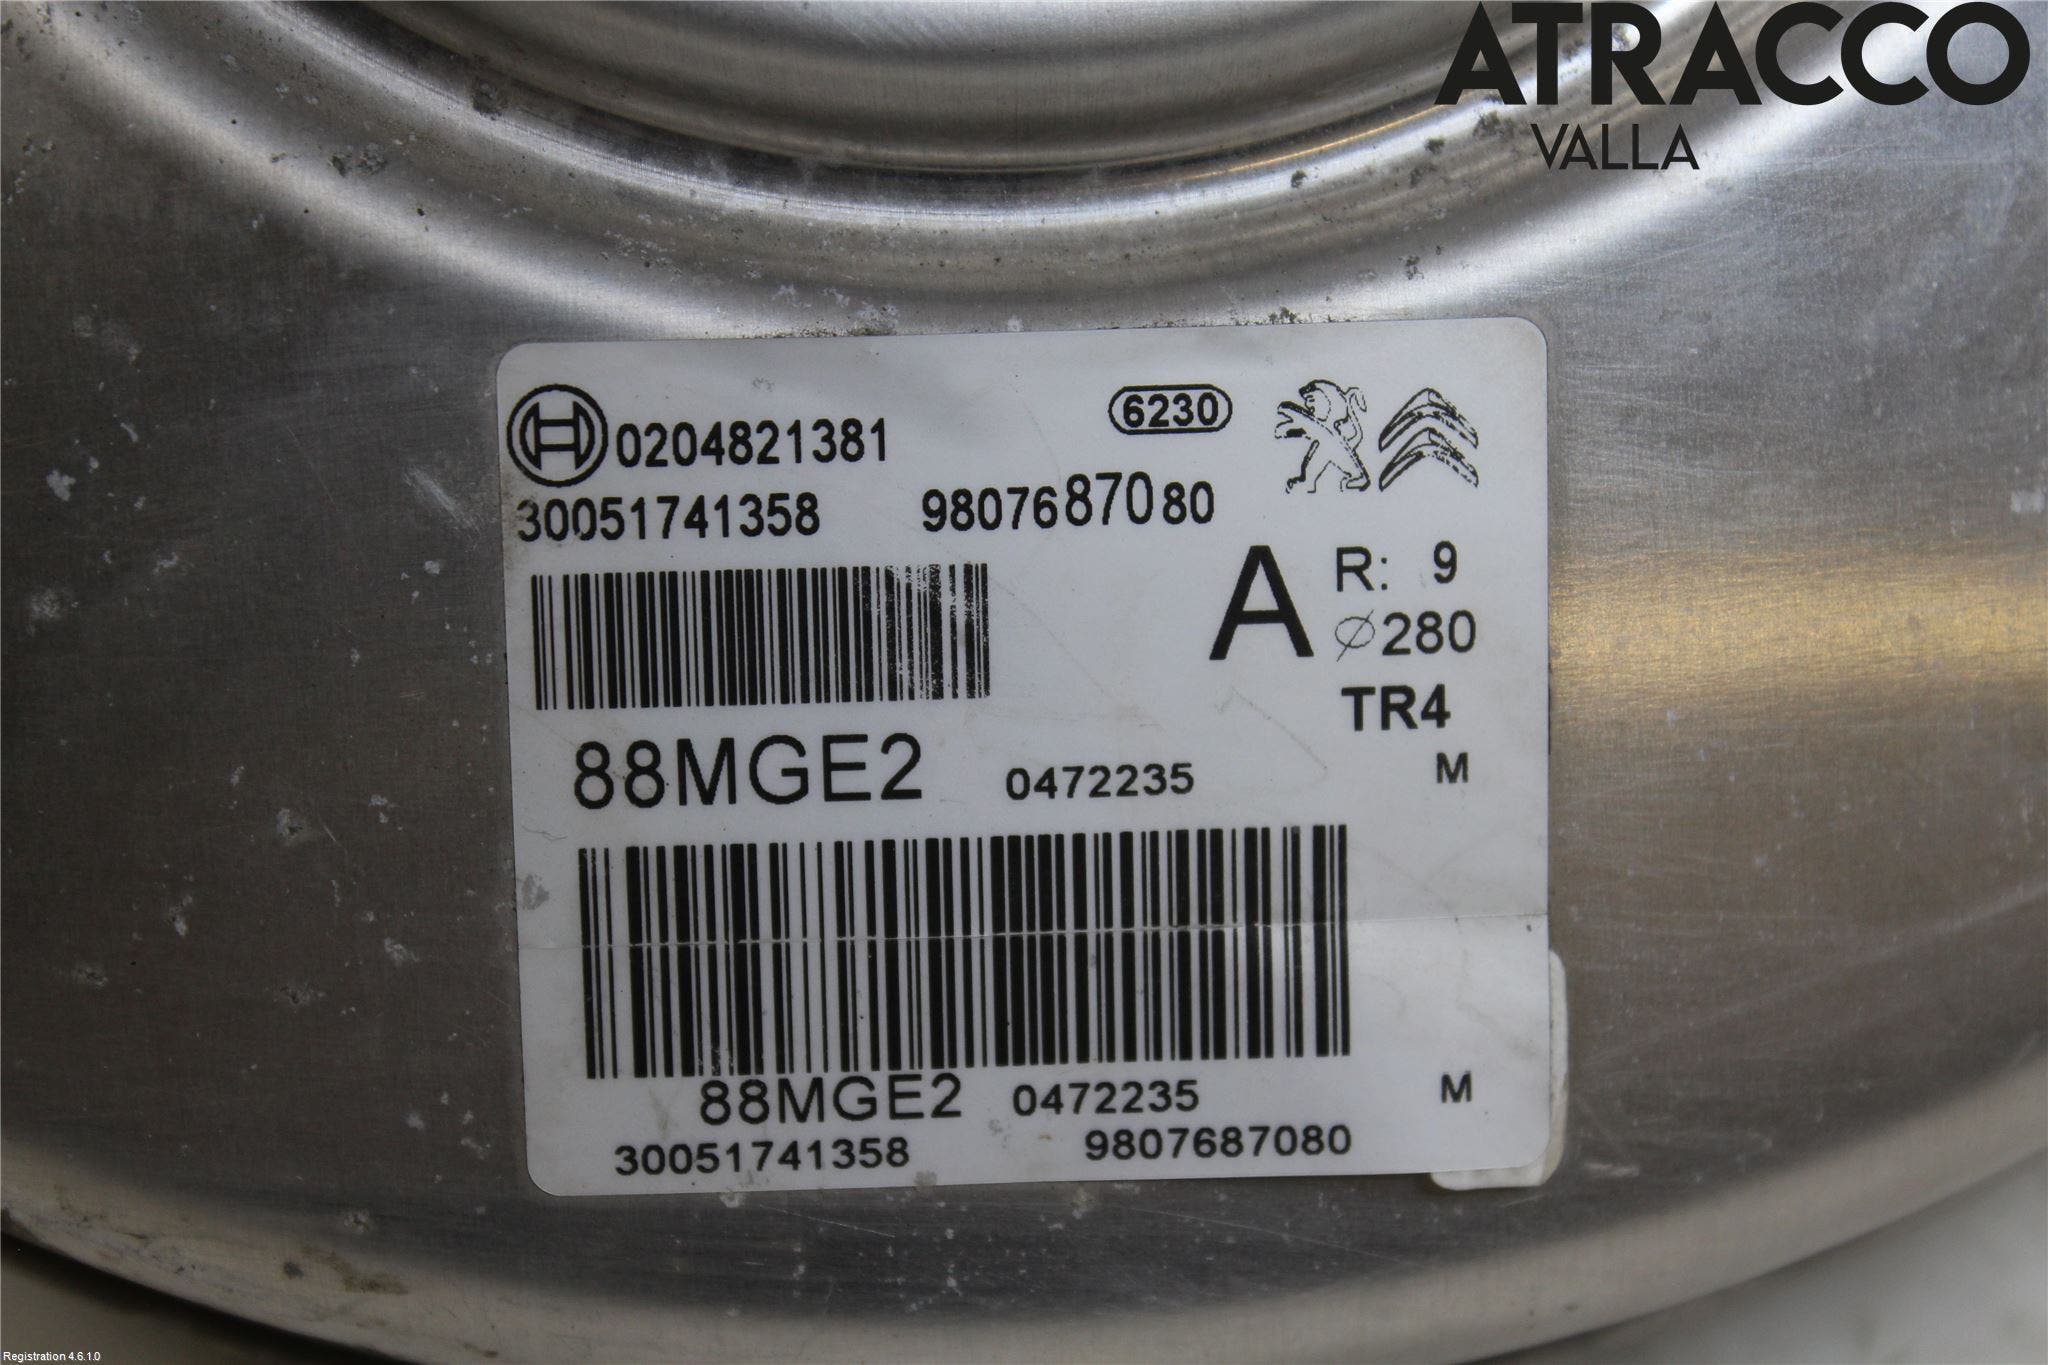 ATRACCO
VALLA
0204821381
6230
30051741358 9807687080
A
R: 9
⌀280
TR4
88MGE2 0472235 M
88MGE2 0472235 M
30051741358 9807687080
Registration 4.6.1.0